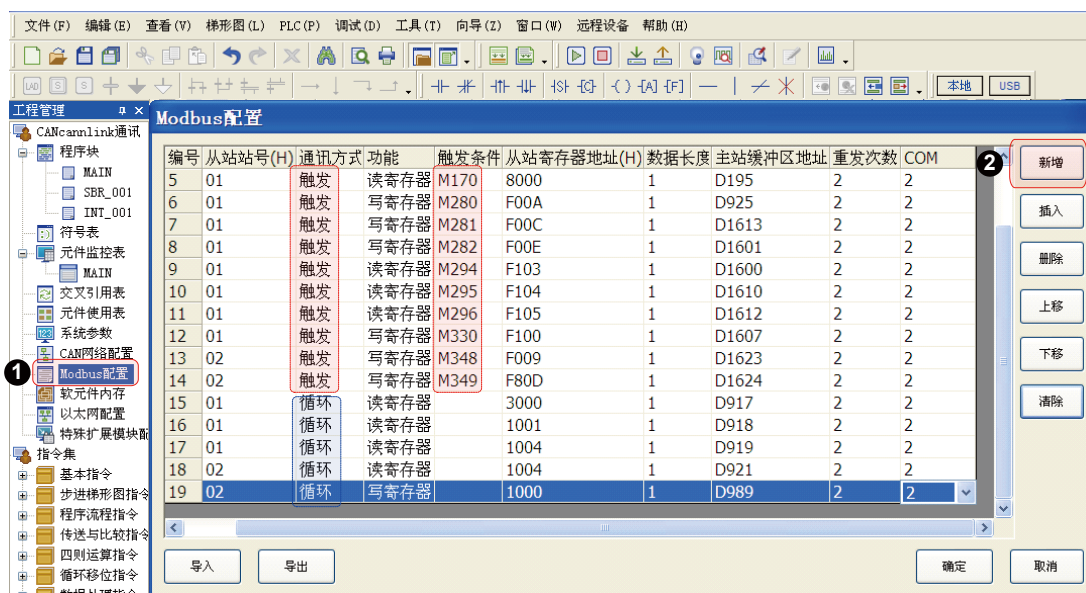 文件(F) 编辑(E) 查看(V) 梯形图(L) PLC(P) 调试(D) 工具(T) 向导(Z) 窗口(W) 远程设备 帮助(H)
LAD S S 本地 USB
工程管理
CANcannlink通讯
程序块
MAIN
SBR_001
INT_001
符号表
元件监控表
MAIN
交叉引用表
元件使用表
系统参数
CAN网络配置
1 Modbus配置
软元件内存
以太网配置
特殊扩展模块配
指令集
基本指令
步进梯形图指令
程序流程指令
传送与比较指令
四则运算指令
循环移位指令
Modbus配置
编号 从站站号(H) 通讯方式 功能 触发条件 从站寄存器地址(H) 数据长度 主站缓冲区地址 重发次数 COM
5 01 触发 读寄存器 M170 8000 1 D195 2 2
6 01 触发 写寄存器 M280 F00A 1 D925 2 2
7 01 触发 写寄存器 M281 F00C 1 D1613 2 2
8 01 触发 写寄存器 M282 F00E 1 D1601 2 2
9 01 触发 读寄存器 M294 F103 1 D1600 2 2
10 01 触发 读寄存器 M295 F104 1 D1610 2 2
11 01 触发 读寄存器 M296 F105 1 D1612 2 2
12 01 触发 写寄存器 M330 F100 1 D1607 2 2
13 02 触发 写寄存器 M348 F009 1 D1623 2 2
14 02 触发 写寄存器 M349 F80D 1 D1624 2 2
15 01 循环 读寄存器 3000 1 D917 2 2
16 01 循环 读寄存器 1001 1 D918 2 2
17 01 循环 读寄存器 1004 1 D919 2 2
18 02 循环 读寄存器 1004 1 D921 2 2
19 02 循环 写寄存器 1000 1 D989 2 2
2 新增
插入
删除
上移
下移
清除
导入 导出 确定 取消